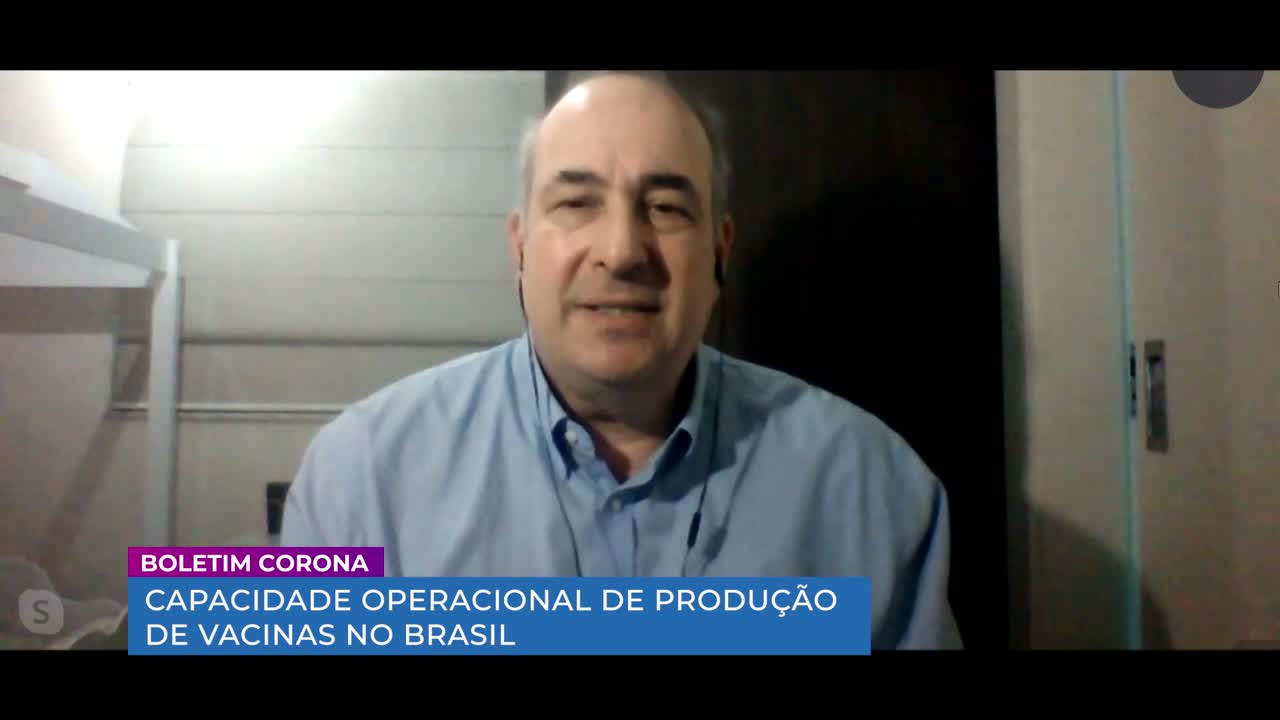 BOLETIM CORONA
CAPACIDADE OPERACIONAL DE PRODUÇÃO
DE VACINAS NO BRASIL
S